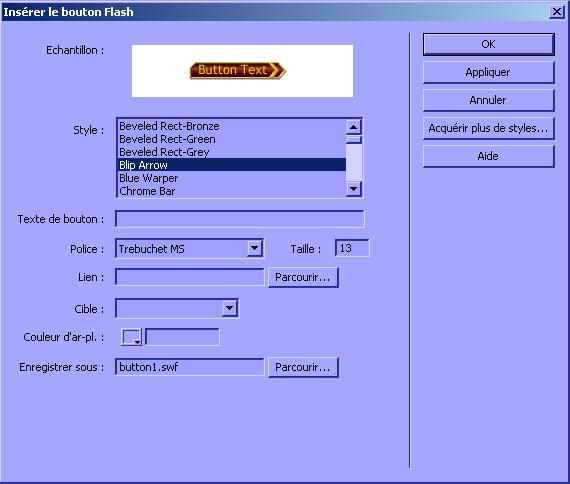 Insérer le bouton Flash
Echantillon :
Button Text
Style :
Beveled Rect-Bronze
Beveled Rect-Green
Beveled Rect-Grey
Blip Arrow
Blue Warper
Chrome Bar
Texte de bouton :
Police : Trebuchet MS Taille : 13
Lien : Parcourir...
Cible :
Couleur d'ar-pl. :
Enregistrer sous : button1.swf Parcourir...
OK
Appliquer
Annuler
Acquérir plus de styles...
Aide